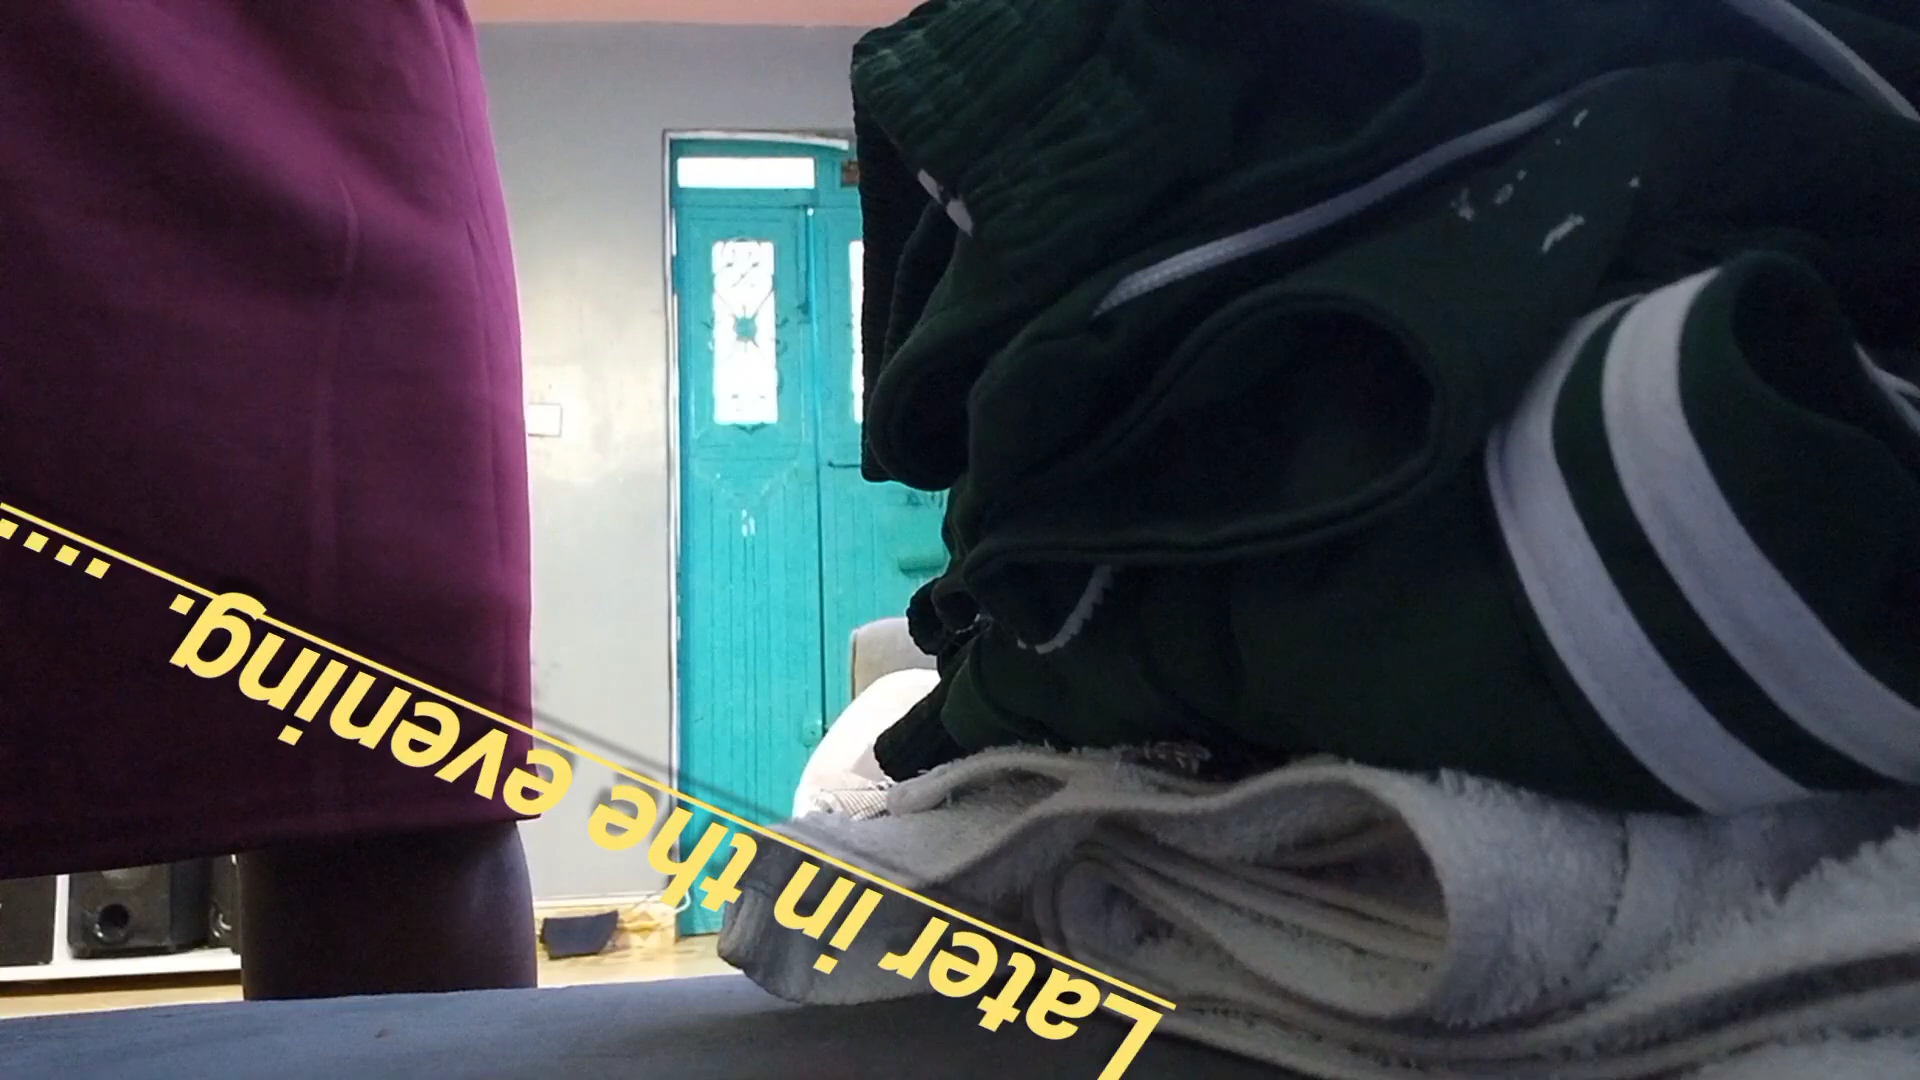 Later in the evening. ....